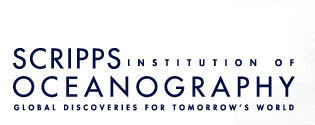 SCRIPPS INSTITUTION OF
OCEANOGRAPHY
GLOBAL DISCOVERIES FOR TOMORROW'S WORLD